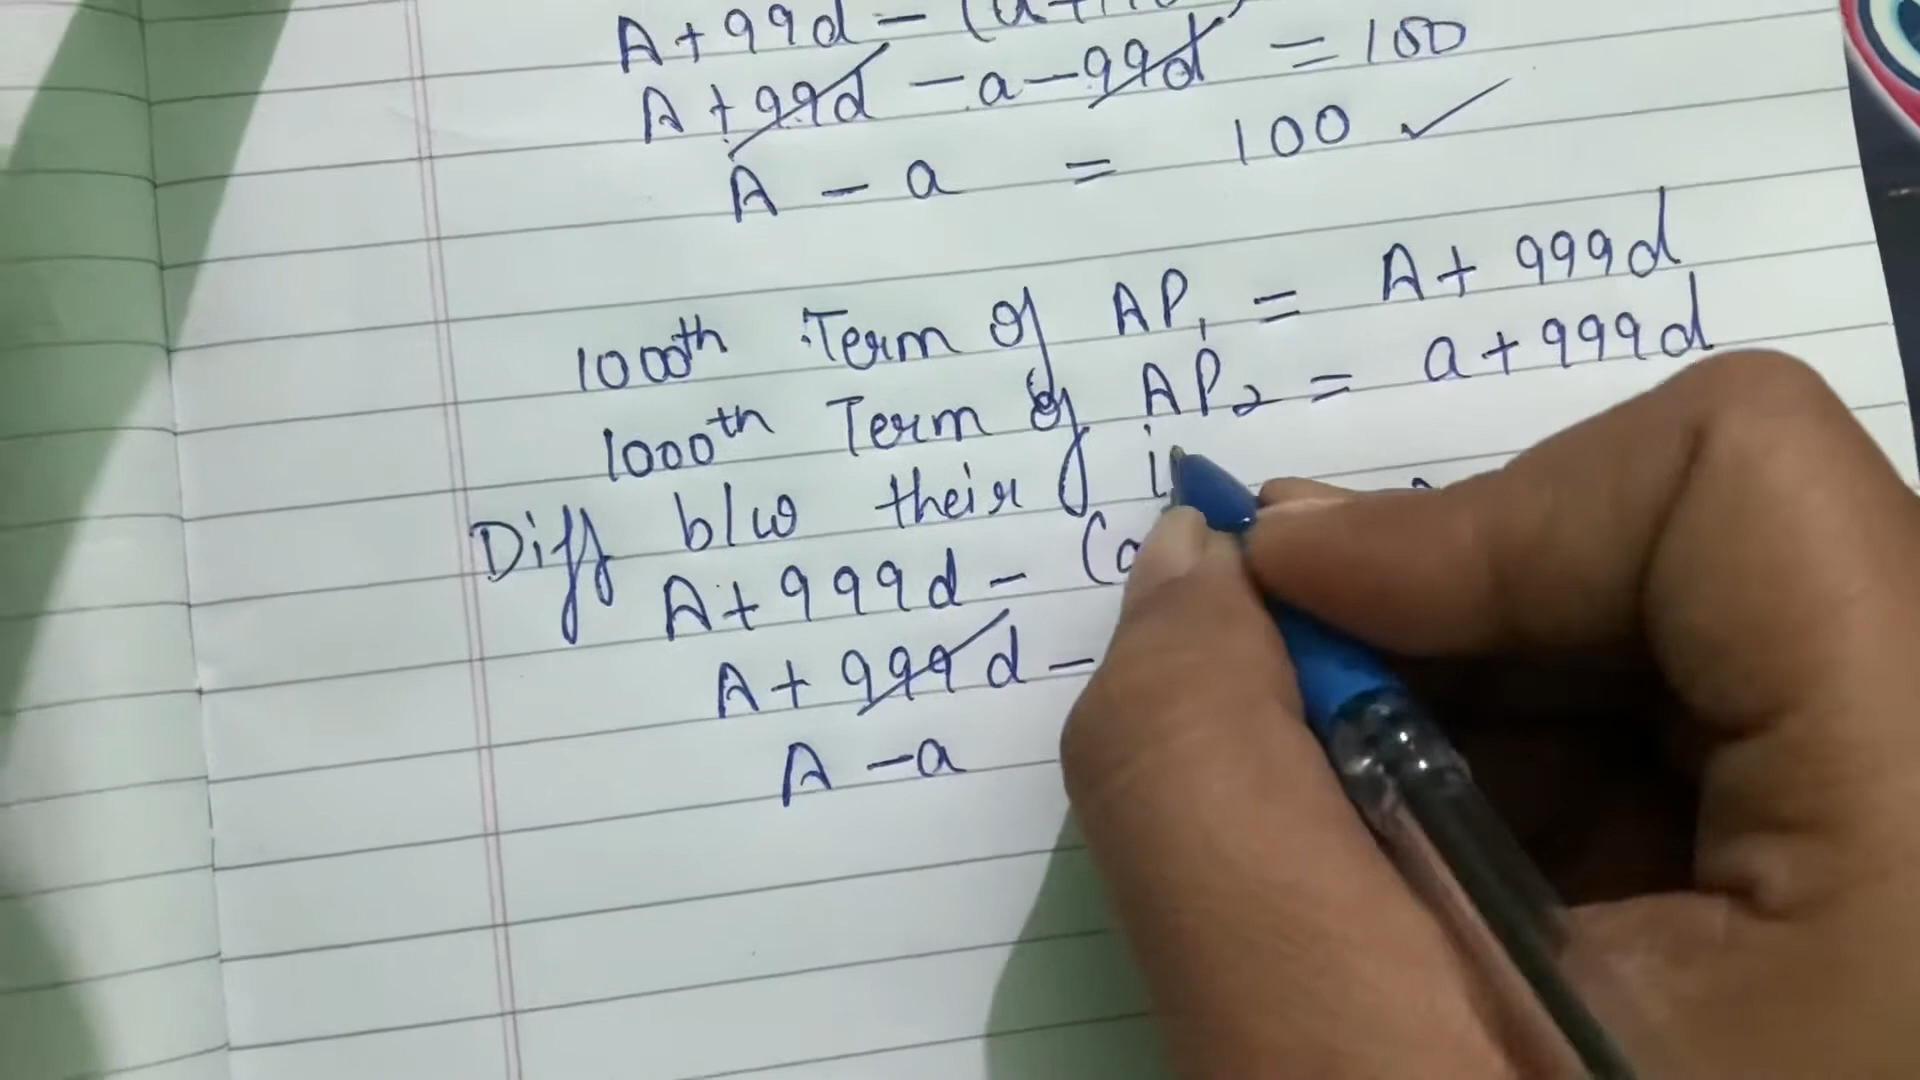 A+99d-(a+
A+99d-a-99d = 100
A-a = 100 ✓
1000th Term of AP1 = A+ 999d
1000th Term of AP2 = a+999d
Diff b/w their
A+999d-(a
A+999d-
A-a